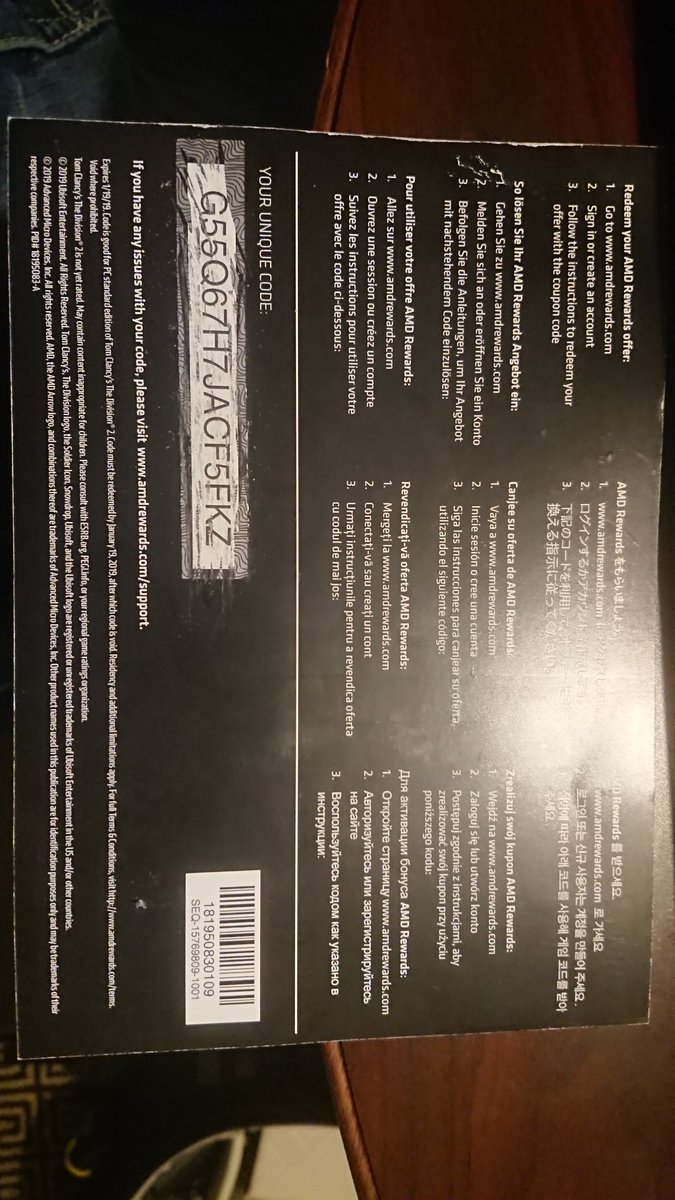 Redeem your AMD Rewards offer:
1. Go to www.amdrewards.com
2. Sign in or create an account
3. Follow the instructions to redeem your
offer with the coupon code
AMD Rewards をもらいましょう。
1. www.amdrewards.com にアクセスします
2. ログインするかアカウントを
3. 下記のコードを利用して、
換える指示に従ってください。
Rewards 를 받으세요.
www.amdrewards.com 로 가세요
로그인 또는 신규 사용자는 계정을 만들어 주세요.
설명에 따라 아래 코드를 사용해 게임 코드를 받아
주세요.
So lösen Sie Ihr AMD Rewards Angebot ein:
1. Gehen Sie zu www.amdrewards.com
2. Melden Sie sich an oder eröffnen Sie ein Konto
3. Befolgen Sie die Anleitungen, um Ihr Angebot
mit nachstehendem Code einzulösen:
Canjee su oferta de AMD Rewards:
1. Vaya a www.amdrewards.com
2. Inicie sesión o cree una cuenta
3. Siga las instrucciones para canjear su oferta,
utilizando el siguiente código:
Zrealizuj swój kupon AMD Rewards:
1. Wejdź na www.amdrewards.com
2. Zaloguj się lub utwórz konto
3. Postępuj zgodnie z instrukcjami, aby
zrealizować swój kupon przy użyciu
poniższego kodu:
Pour utiliser votre offre AMD Rewards:
1. Allez sur www.amdrewards.com
2. Ouvrez une session ou créez un compte
3. Suivez les instructions pour utiliser votre
offre avec le code ci-dessous:
Revendicați-vă oferta AMD Rewards:
1. Mergeți la www.amdrewards.com
2. Conectați-vă sau creați un cont
3. Urmați instrucțiunile pentru a revendica oferta
cu codul de mai jos:
Для активации бонуса AMD Rewards:
1. Откройте страницу www.amdrewards.com
2. Авторизуйтесь или зарегистрируйтесь
на сайте
3. Воспользуйтесь кодом как указано в
инструкции:
YOUR UNIQUE CODE:
G55Q67H7JACF5FKZ
181950830109
SEQ-15769809-1001
If you have any issues with your code, please visit www.amdrewards.com/support.
Expires 1/19/19. Code is good for PC standard edition of Tom Clancy's The Division® 2. Code must be redeemed by January 19, 2019, after which code is void. Residency and additional limitations apply. For full Terms & Conditions, visit http://www.amdrewards.com/terms.
Void where prohibited.
Tom Clancy's The Division® 2 is not yet rated. May contain content inappropriate for children. Please consult with ESRB.org, PEGI.info, or your regional game ratings organization.
© 2019 Ubisoft Entertainment. All Rights Reserved. Tom Clancy's, The Division logo, the Soldier Icon, Snowdrop, Ubisoft, and the Ubisoft logo are registered or unregistered trademarks of Ubisoft Entertainment in the US and/or other countries.
© 2019 Advanced Micro Devices, Inc. All rights reserved. AMD, the AMD Arrow logo, and combinations thereof are trademarks of Advanced Micro Devices, Inc. Other product names used in this publication are for identification purposes only and may be trademarks of their
respective companies. PID# 18195083-A